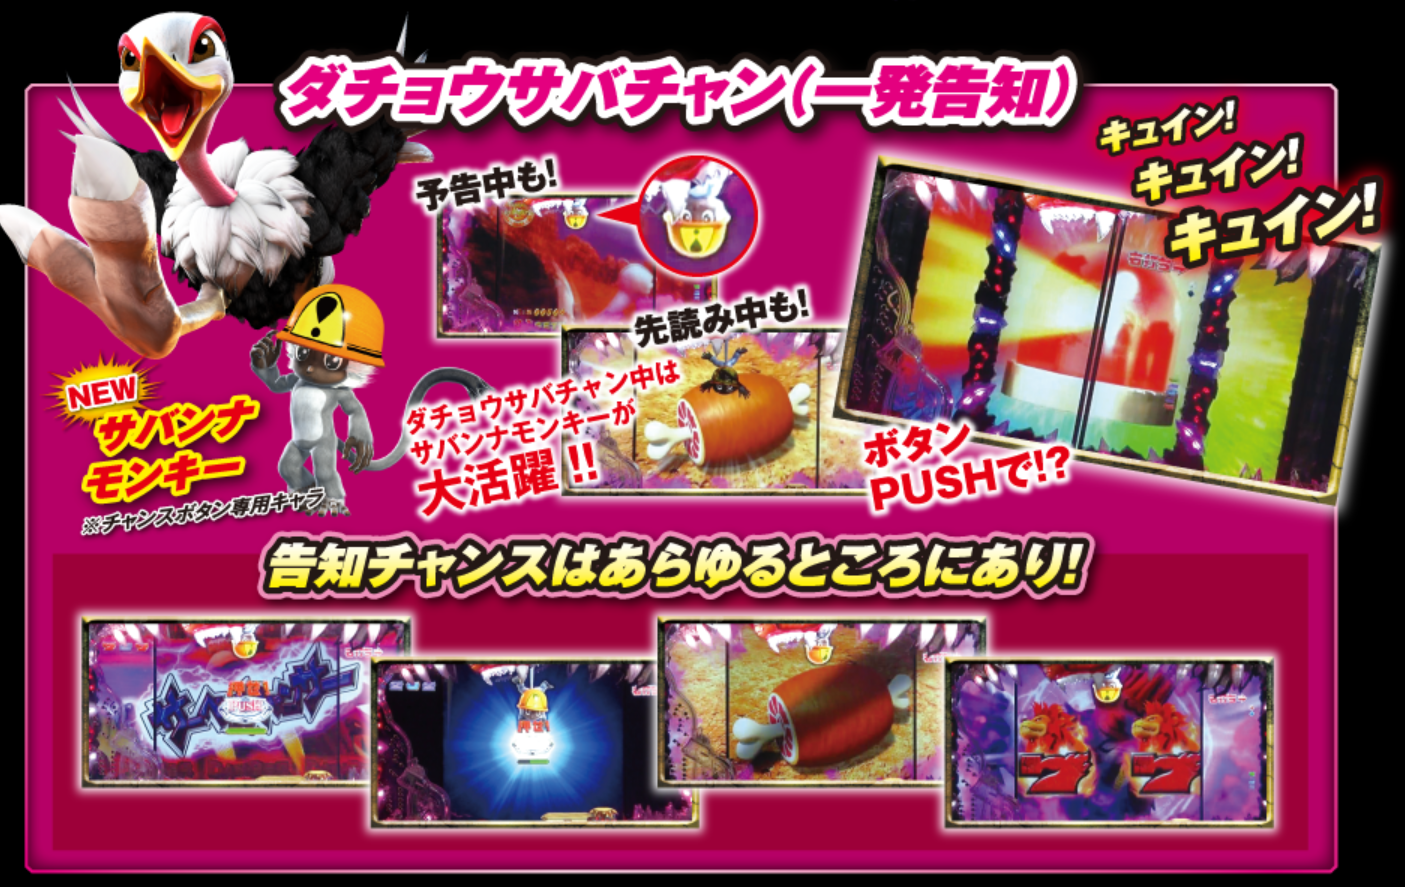 ダチョウサバチャン(一発告知)
キュイン!
キュイン!
キュイン!
予告中も!
先読み中も!
NEW
サバンナ
モンキー
※チャンスボタン専用キャラ
ダチョウサバチャン中は
サバンナモンキーが
大活躍!!
ボタン
PUSHで!?
告知チャンスはあらゆるところにあり!
PUSH
7
7